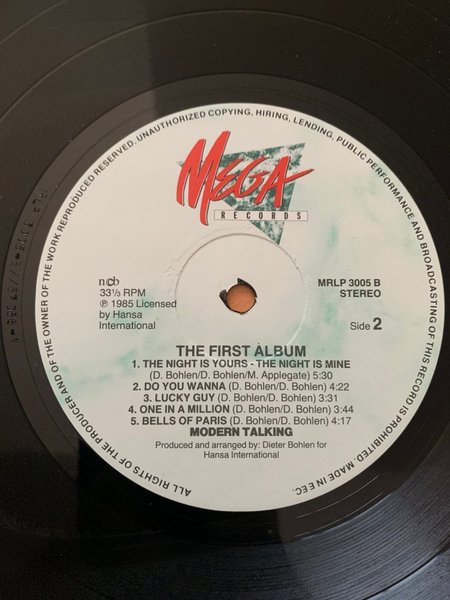 ALL RIGHTS OF THE PRODUCER AND OF THE OWNER OF THE WORK REPRODUCED RESERVED. UNAUTHORIZED COPYING, HIRING, LENDING, PUBLIC PERFORMANCE AND BROADCASTING OF THIS RECORD IS PROHIBITED. MADE IN EEC.
MEGA
RECORDS
ncb
33⅓ RPM
℗ 1985 Licensed
by Hansa
International
MRLP 3005 B
STEREO
Side 2
THE FIRST ALBUM
1. THE NIGHT IS YOURS - THE NIGHT IS MINE
(D. Bohlen/D. Bohlen/M. Applegate) 5:30
2. DO YOU WANNA (D. Bohlen/D. Bohlen) 4:22
3. LUCKY GUY (D. Bohlen/D. Bohlen) 3:31
4. ONE IN A MILLION (D. Bohlen/D. Bohlen) 3:44
5. BELLS OF PARIS (D. Bohlen/D. Bohlen) 4:17
MODERN TALKING
Produced and arranged by: Dieter Bohlen for
Hansa International